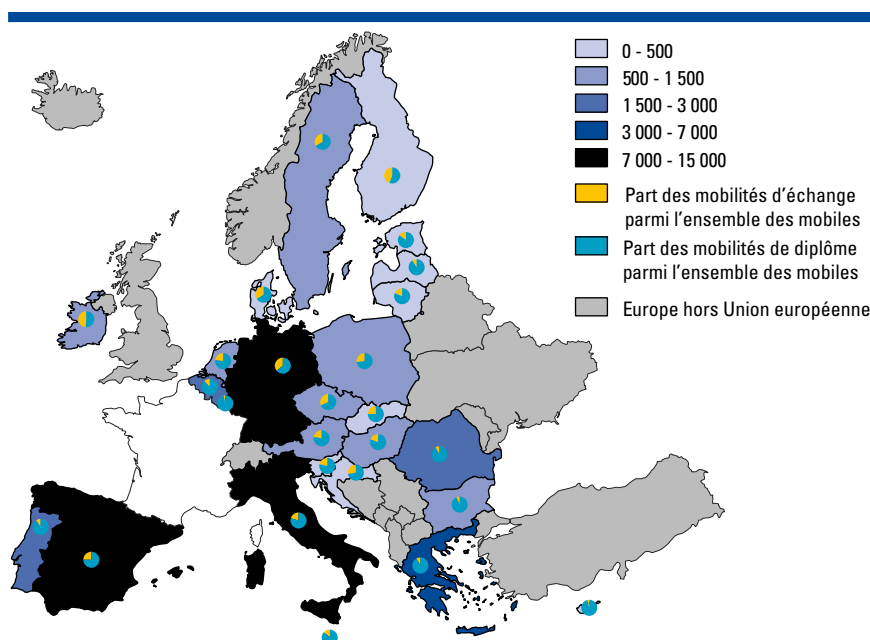 0 - 500
500 - 1 500
1 500 - 3 000
3 000 - 7 000
7 000 - 15 000
Part des mobilités d'échange
parmi l'ensemble des mobiles
Part des mobilités de diplôme
parmi l'ensemble des mobiles
Europe hors Union européenne